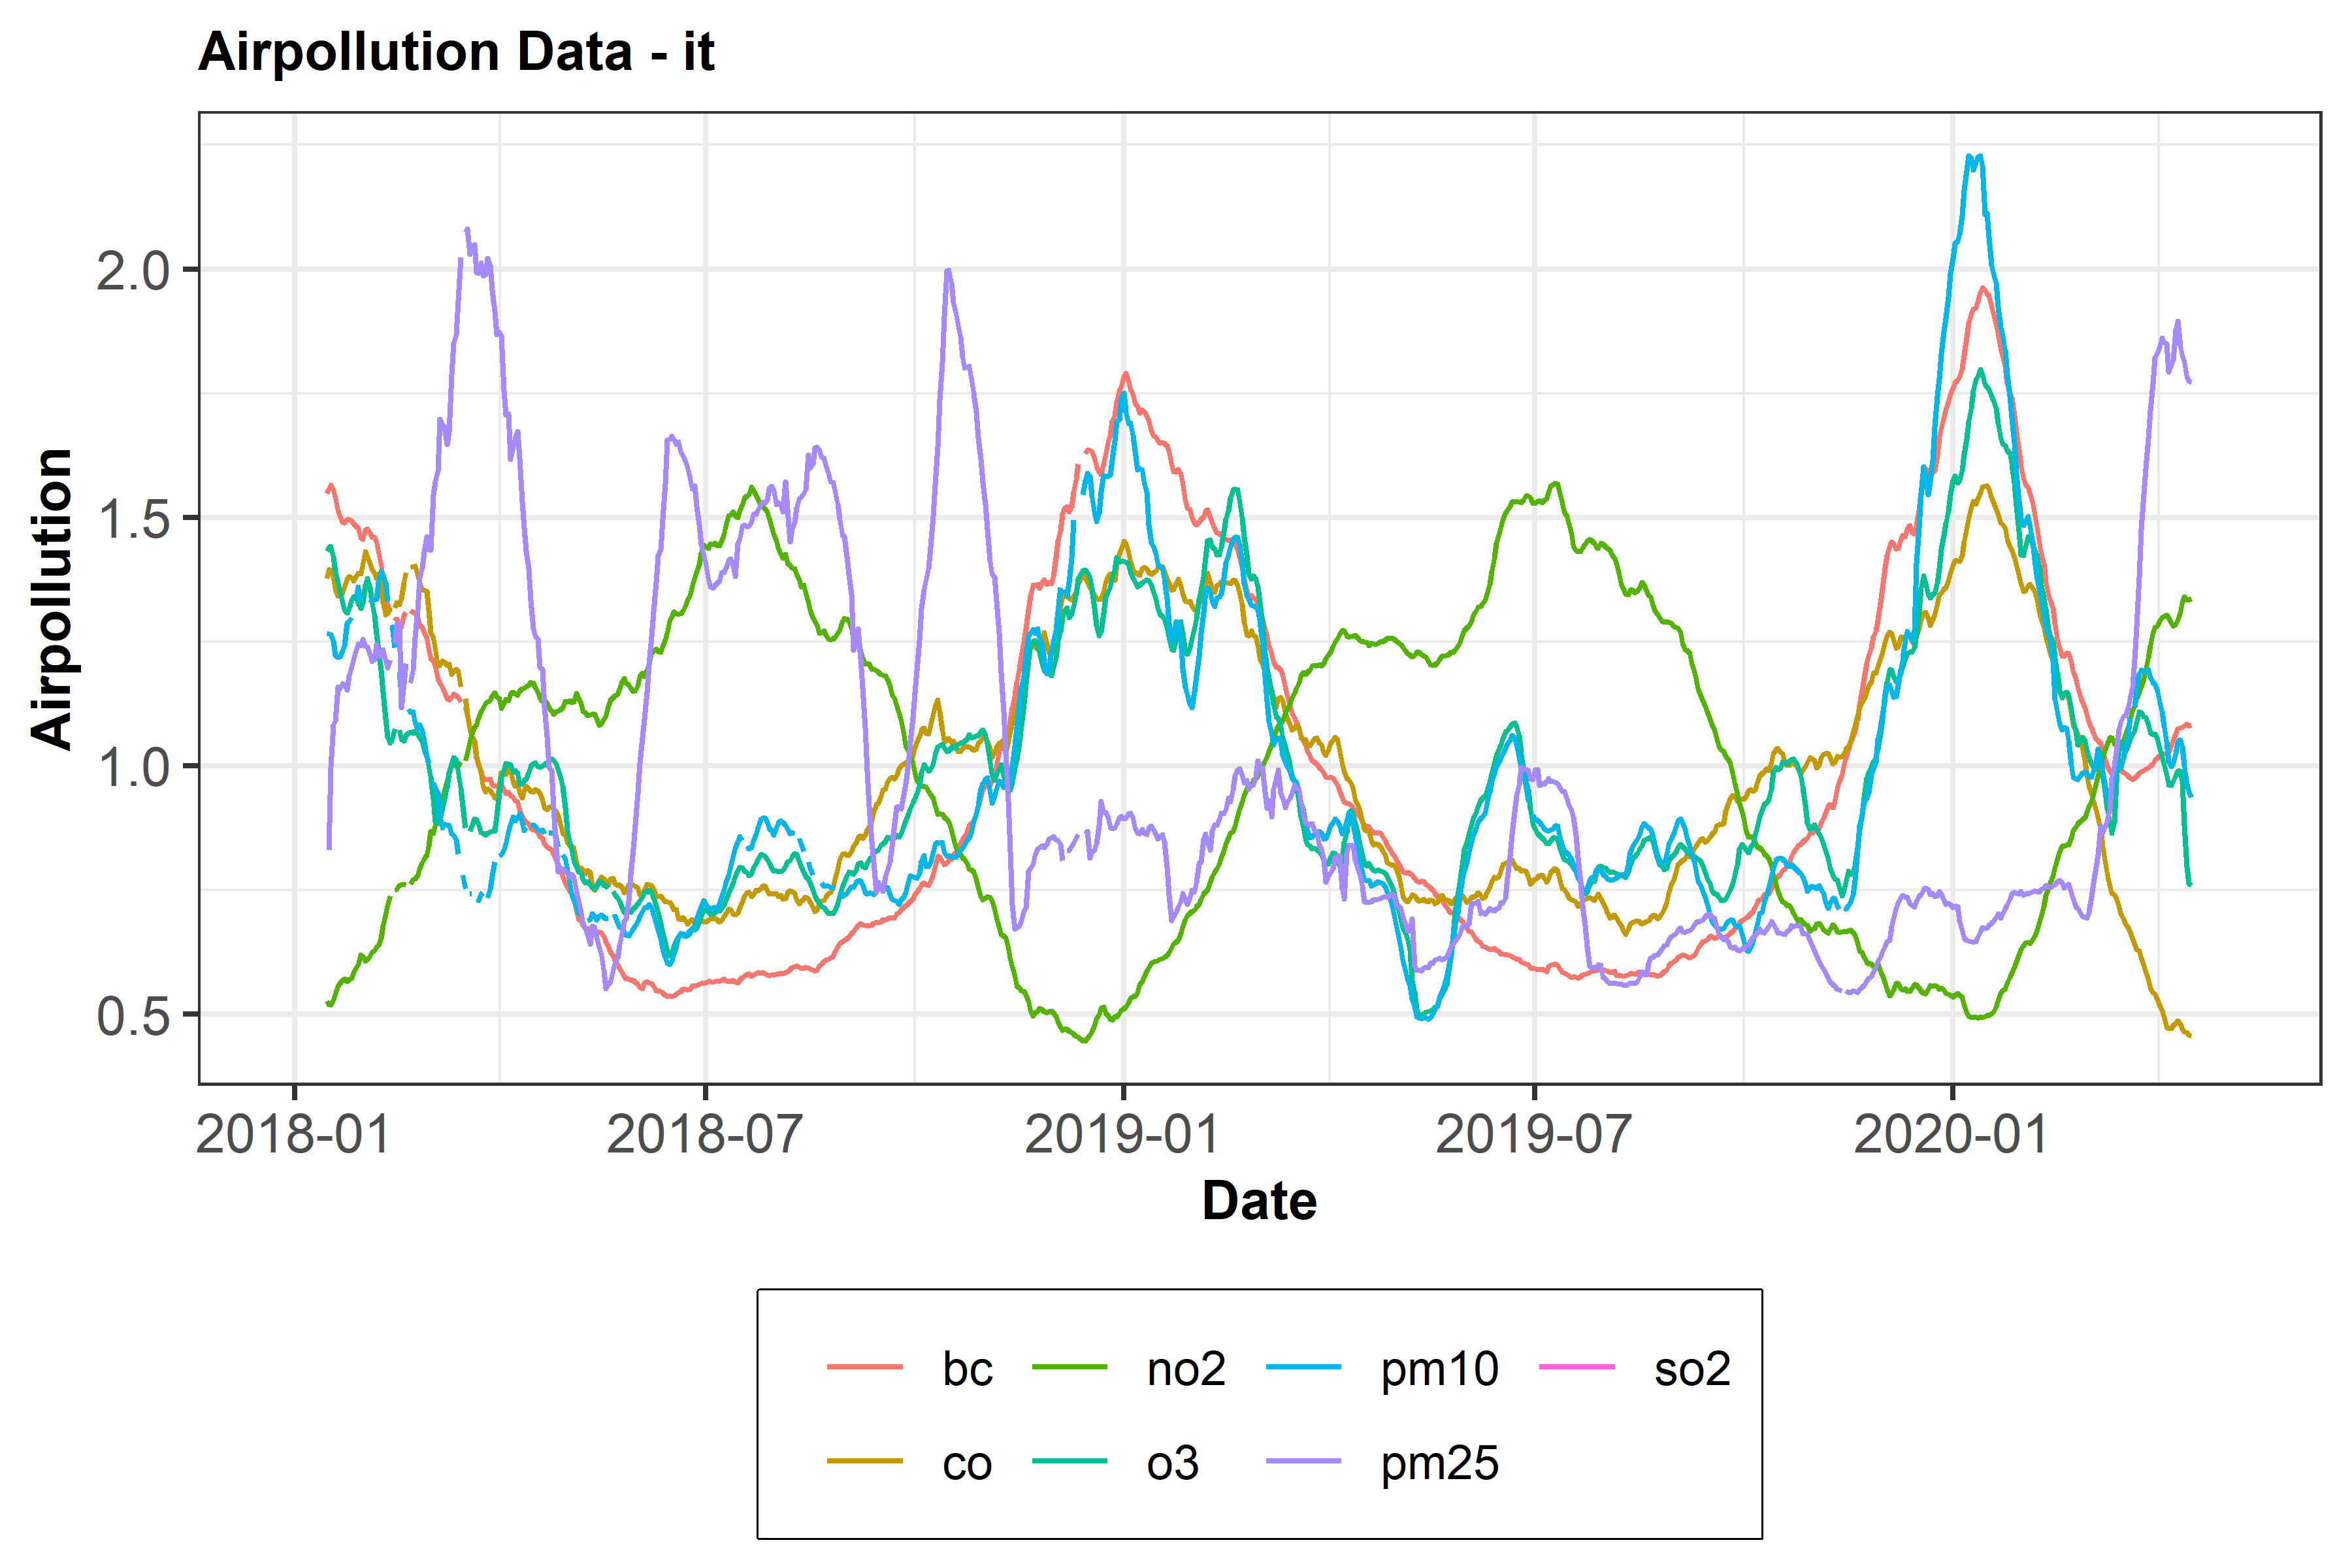 Airpollution Data - it
Airpollution
2.0
1.5
1.0
0.5
2018-01 2018-07 2019-01 2019-07 2020-01
Date
bc no2 pm10 so2
co o3 pm25